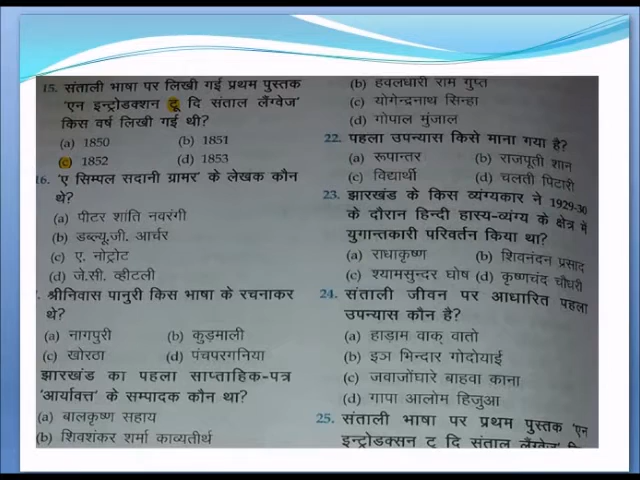 15. संताली भाषा पर लिखी गई प्रथम पुस्तक
'एन इन्ट्रोडक्शन टू दि संताल लैंग्वेज'
किस वर्ष लिखी गई थी?
(a) 1850 (b) 1851
(c) 1852 (d) 1853
16. 'ए सिम्पल सदानी ग्रामर' के लेखक कौन
थे?
(a) पीटर शांति नवरंगी
(b) डब्ल्यू.जी. आर्चर
(c) ए. नोट्रोट
(d) जे.सी. व्हीटली
श्रीनिवास पानुरी किस भाषा के रचनाकर
थे?
(a) नागपुरी (b) कुड़माली
(c) खोरठा (d) पंचपरगनिया
झारखंड का पहला साप्ताहिक-पत्र
'आर्यावर्त' के सम्पादक कौन था?
(a) बालकृष्ण सहाय
(b) शिवशंकर शर्मा काव्यतीर्थ
(b) हवलधारी राम गुप्त
(c) योगेन्द्रनाथ सिन्हा
(d) गोपाल मुंजाल
22. पहला उपन्यास किसे माना गया है?
(a) रूपान्तर (b) राजपूती शान
(c) विद्यार्थी (d) चलती पिटारी
23. झारखंड के किस व्यंग्यकार ने 1929-30
के दौरान हिन्दी हास्य-व्यंग्य के क्षेत्र में
युगान्तकारी परिवर्तन किया था?
(a) राधाकृष्ण (b) शिवनंदन प्रसाद
(c) श्यामसुन्दर घोष (d) कृष्णचंद चौधरी
24. संताली जीवन पर आधारित पहला
उपन्यास कौन है?
(a) हाड़ाम वाक् वातो
(b) इञ भिन्दार गोदोयाई
(c) जवाजोंघारे बाहवा काना
(d) गापा आलोम हिजुआ
25. संताली भाषा पर प्रथम पुस्तक 'एन
इन्ट्रोडक्सन टू दि संताल लैंग्वेज'